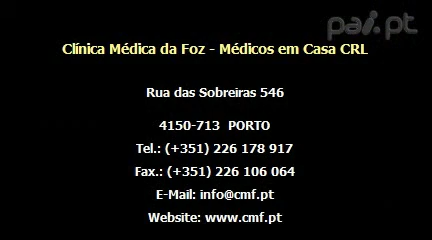 pai.pt
Clínica Médica da Foz - Médicos em Casa CRL
Rua das Sobreiras 546
4150-713 PORTO
Tel.: (+351) 226 178 917
Fax.: (+351) 226 106 064
E-Mail: info@cmf.pt
Website: www.cmf.pt